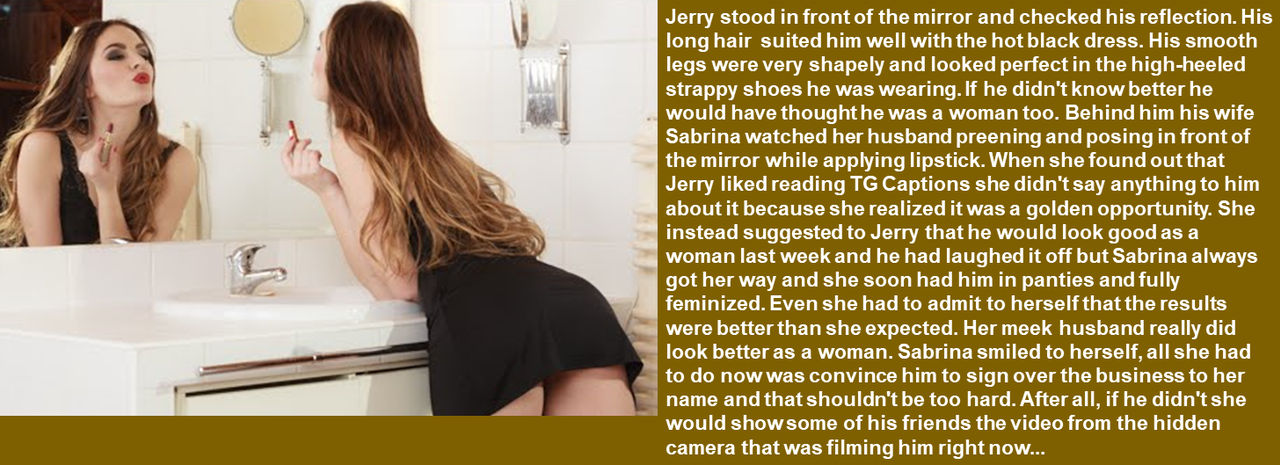 Jerry stood in front of the mirror and checked his reflection. His
long hair  suited him well with the hot black dress. His smooth
legs were very shapely and looked perfect in the high-heeled
strappy shoes he was wearing. If he didn't know better he
would have thought he was a woman too. Behind him his wife
Sabrina watched her husband preening and posing in front of
the mirror while applying lipstick. When she found out that
Jerry liked reading TG Captions she didn't say anything to him
about it because she realized it was a golden opportunity. She
instead suggested to Jerry that he would look good as a
woman last week and he had laughed it off but Sabrina always
got her way and she soon had him in panties and fully
feminized. Even she had to admit to herself that the results
were better than she expected. Her meek husband really did
look better as a woman. Sabrina smiled to herself, all she had
to do now was convince him to sign over the business to her
name and that shouldn't be too hard. After all, if he didn't she
would show some of his friends the video from the hidden
camera that was filming him right now...